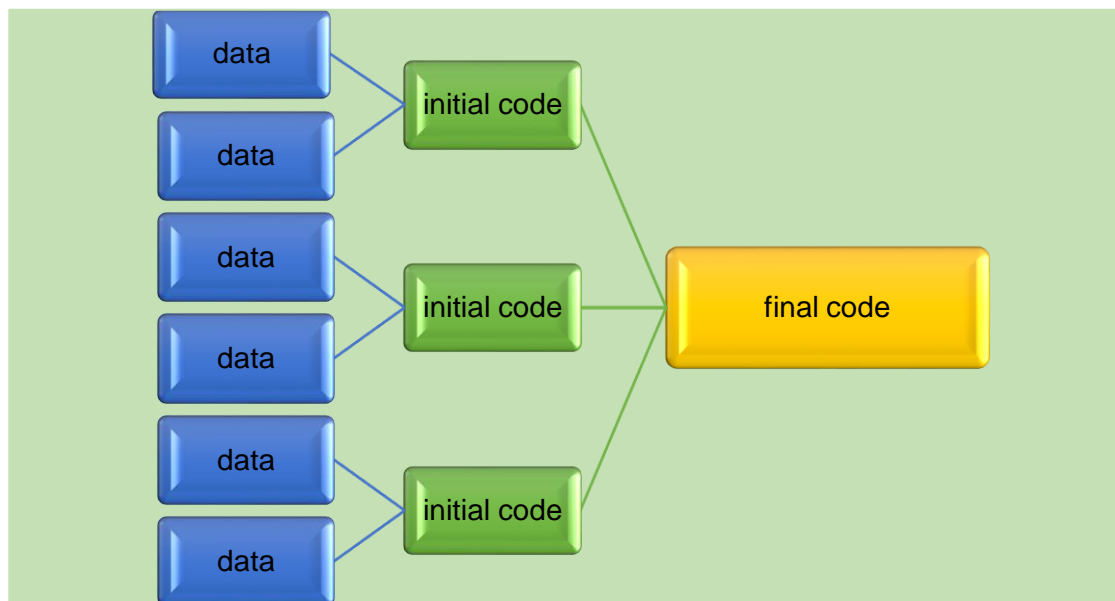 data
data
initial code
data
data
initial code
data
data
initial code
final code